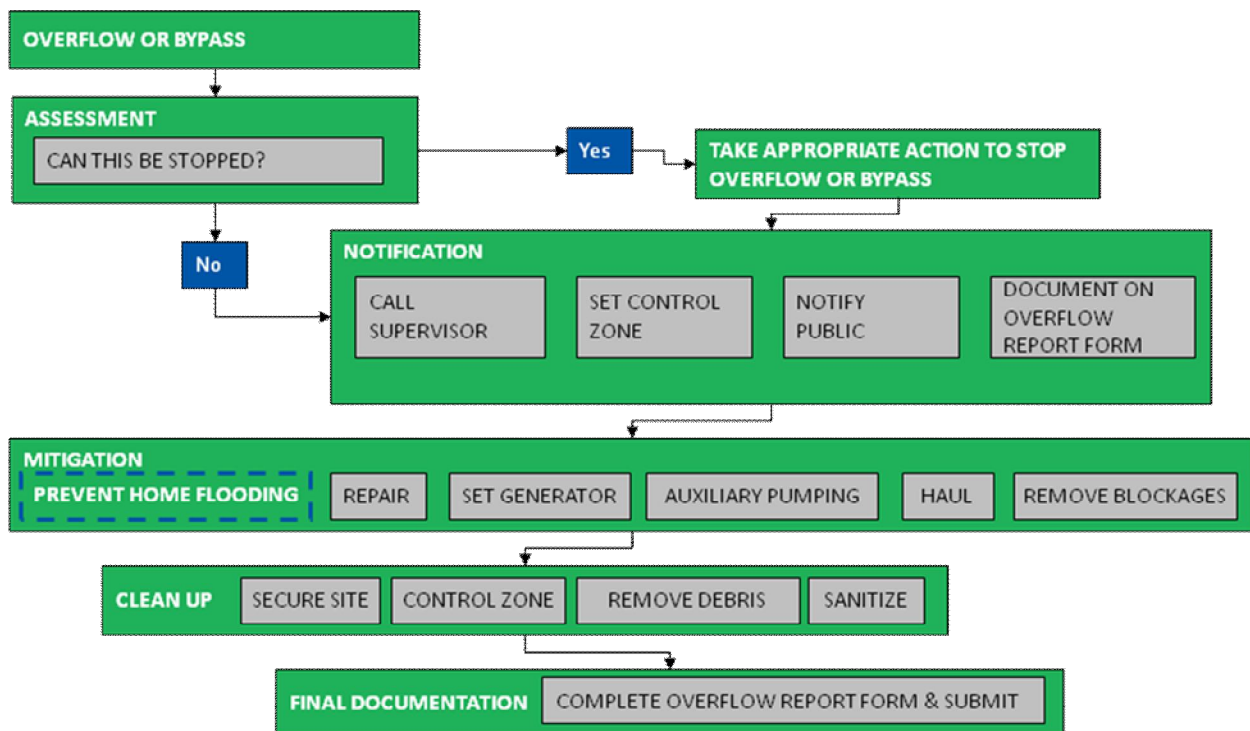 OVERFLOW OR BYPASS
ASSESSMENT
CAN THIS BE STOPPED?
Yes
TAKE APPROPRIATE ACTION TO STOP
OVERFLOW OR BYPASS
No
NOTIFICATION
CALL
SUPERVISOR
SET CONTROL
ZONE
NOTIFY
PUBLIC
DOCUMENT ON
OVERFLOW
REPORT FORM
MITIGATION
PREVENT HOME FLOODING
REPAIR
SET GENERATOR
AUXILIARY PUMPING
HAUL
REMOVE BLOCKAGES
CLEAN UP
SECURE SITE
CONTROL ZONE
REMOVE DEBRIS
SANITIZE
FINAL DOCUMENTATION
COMPLETE OVERFLOW REPORT FORM & SUBMIT